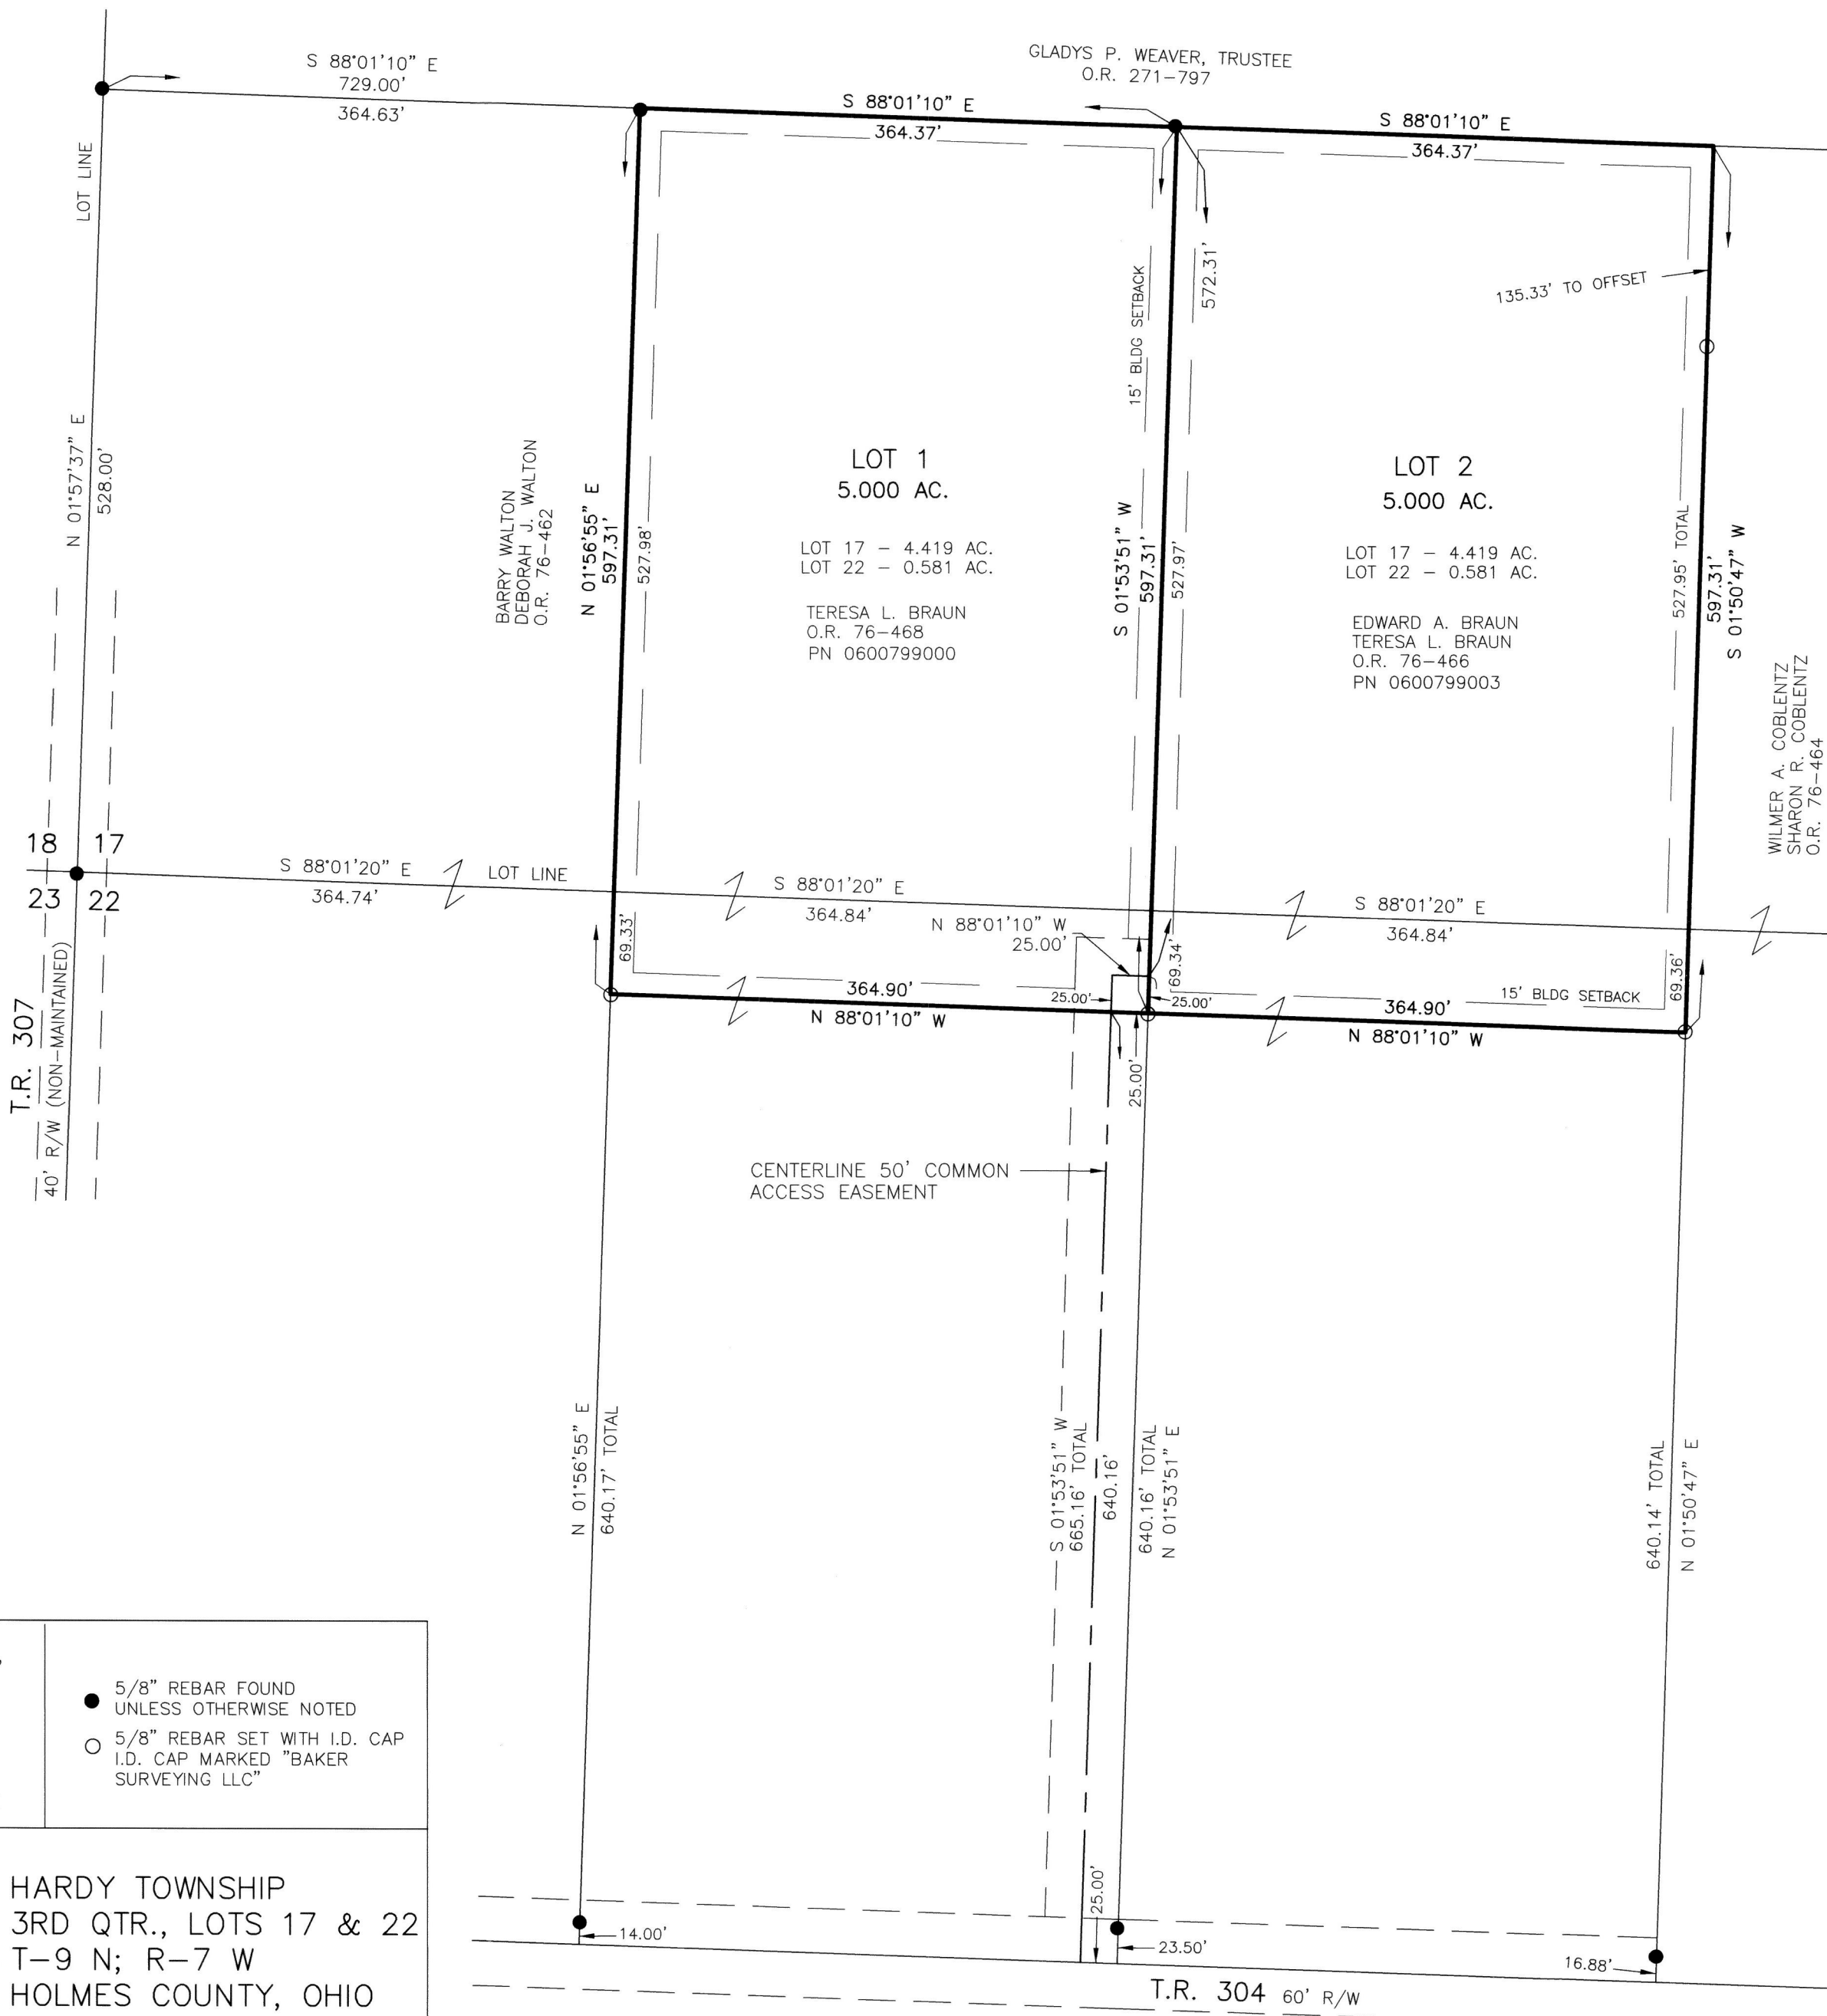 S 88°01'10" E
729.00'
364.63'
GLADYS P. WEAVER, TRUSTEE
O.R. 271-797
S 88°01'10" E
364.37'
S 88°01'10" E
364.37'
LOT LINE
N 01°57'37" E
528.00'
BARRY WALTON
DEBORAH J. WALTON
O.R. 76-462
N 01°56'55" E
597.31'
527.98'
LOT 1
5.000 AC.
LOT 17 - 4.419 AC.
LOT 22 - 0.581 AC.
TERESA L. BRAUN
O.R. 76-468
PN 0600799000
15' BLDG SETBACK
S 01°53'51" W
597.31'
527.97'
572.31'
135.33' TO OFFSET
LOT 2
5.000 AC.
LOT 17 - 4.419 AC.
LOT 22 - 0.581 AC.
EDWARD A. BRAUN
TERESA L. BRAUN
O.R. 76-466
PN 0600799003
527.95' TOTAL
597.31'
S 01°50'47" W
WILMER A. COBLENTZ
SHARON R. COBLENTZ
O.R. 76-464
18 17
23 22
S 88°01'20" E
364.74'
LOT LINE
S 88°01'20" E
364.84'
S 88°01'20" E
364.84'
N 88°01'10" W
25.00'
69.33'
69.34'
69.36'
364.90'
N 88°01'10" W
25.00'
25.00'
364.90'
N 88°01'10" W
15' BLDG SETBACK
25.00'
T.R. 307
40' R/W (NON-MAINTAINED)
CENTERLINE 50' COMMON
ACCESS EASEMENT
N 01°56'55" E
640.17' TOTAL
S 01°53'51" W
665.16' TOTAL
640.16'
640.16' TOTAL
N 01°53'51" E
640.14' TOTAL
N 01°50'47" E
5/8" REBAR FOUND
UNLESS OTHERWISE NOTED
5/8" REBAR SET WITH I.D. CAP
I.D. CAP MARKED "BAKER
SURVEYING LLC"
HARDY TOWNSHIP
3RD QTR., LOTS 17 & 22
T-9 N; R-7 W
HOLMES COUNTY, OHIO
14.00'
25.00'
23.50'
16.88'
T.R. 304 60' R/W